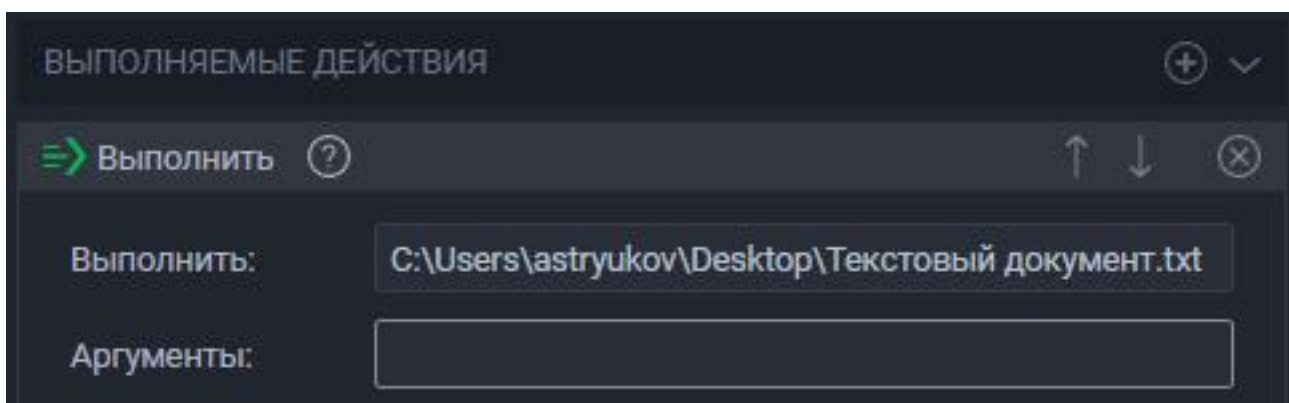 ВЫПОЛНЯЕМЫЕ ДЕЙСТВИЯ
Выполнить ?
Выполнить: C:\Users\astryukov\Desktop\Текстовый документ.txt
Аргументы: